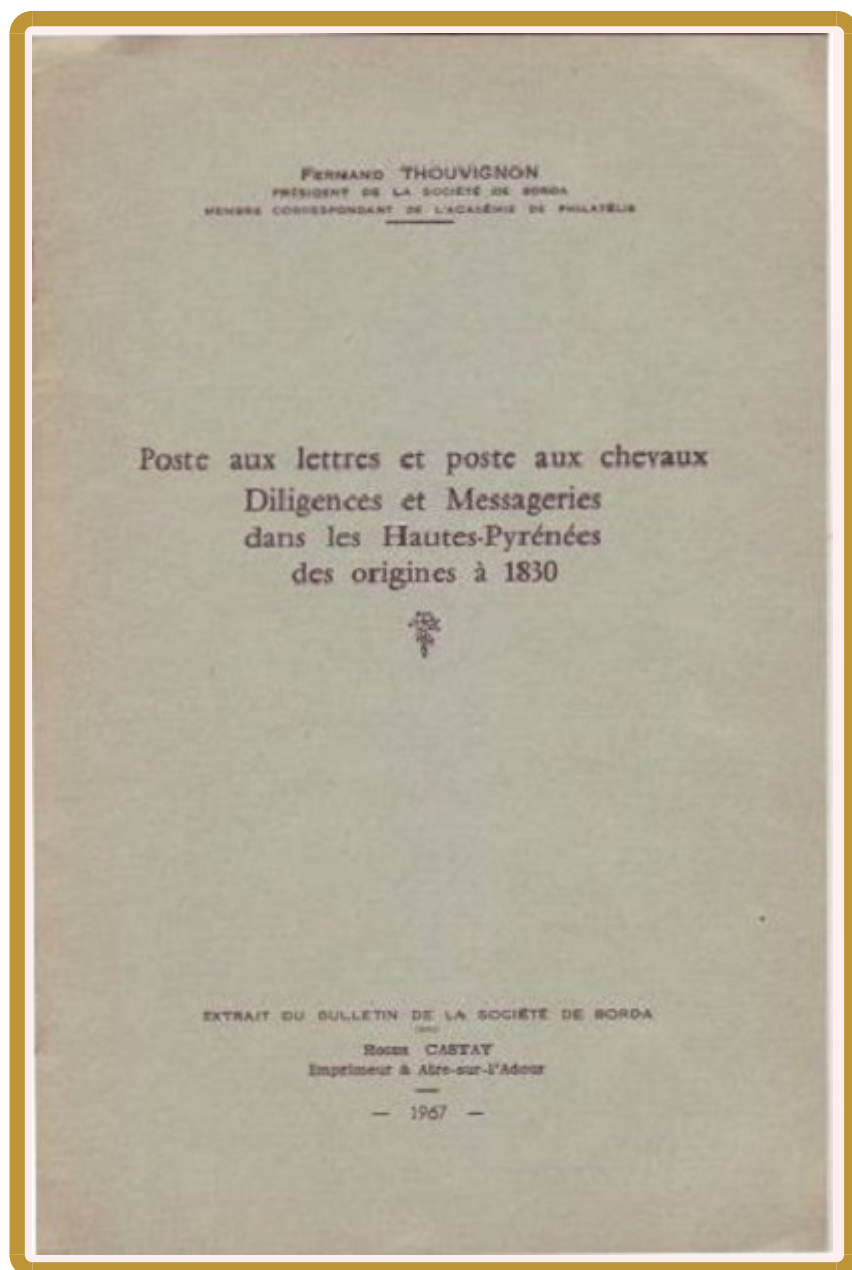 FERNAND THOUVIGNON
PRÉSIDENT DE LA SOCIÉTÉ DE BORDA
MEMBRE CORRESPONDANT DE L'ACADÉMIE DE PHILATÉLIE
Poste aux lettres et poste aux chevaux
Diligences et Messageries
dans les Hautes-Pyrénées
des origines à 1830
EXTRAIT DU BULLETIN DE LA SOCIÉTÉ DE BORDA
ROGER CASTAY
Imprimeur à Aire-sur-l'Adour
— 1967 —